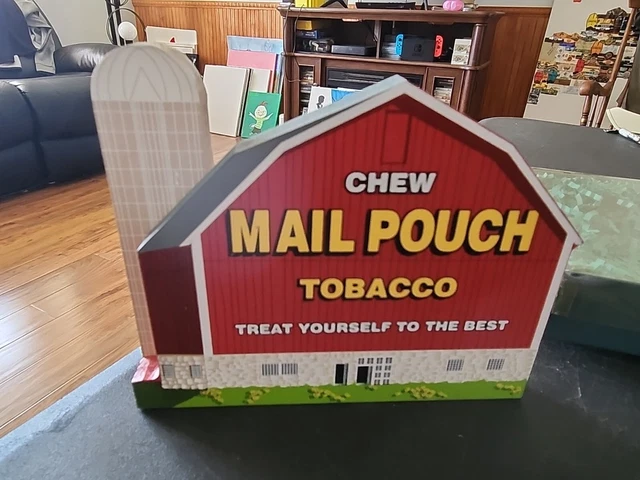 CHEW
MAIL POUCH
TOBACCO
TREAT YOURSELF TO THE BEST